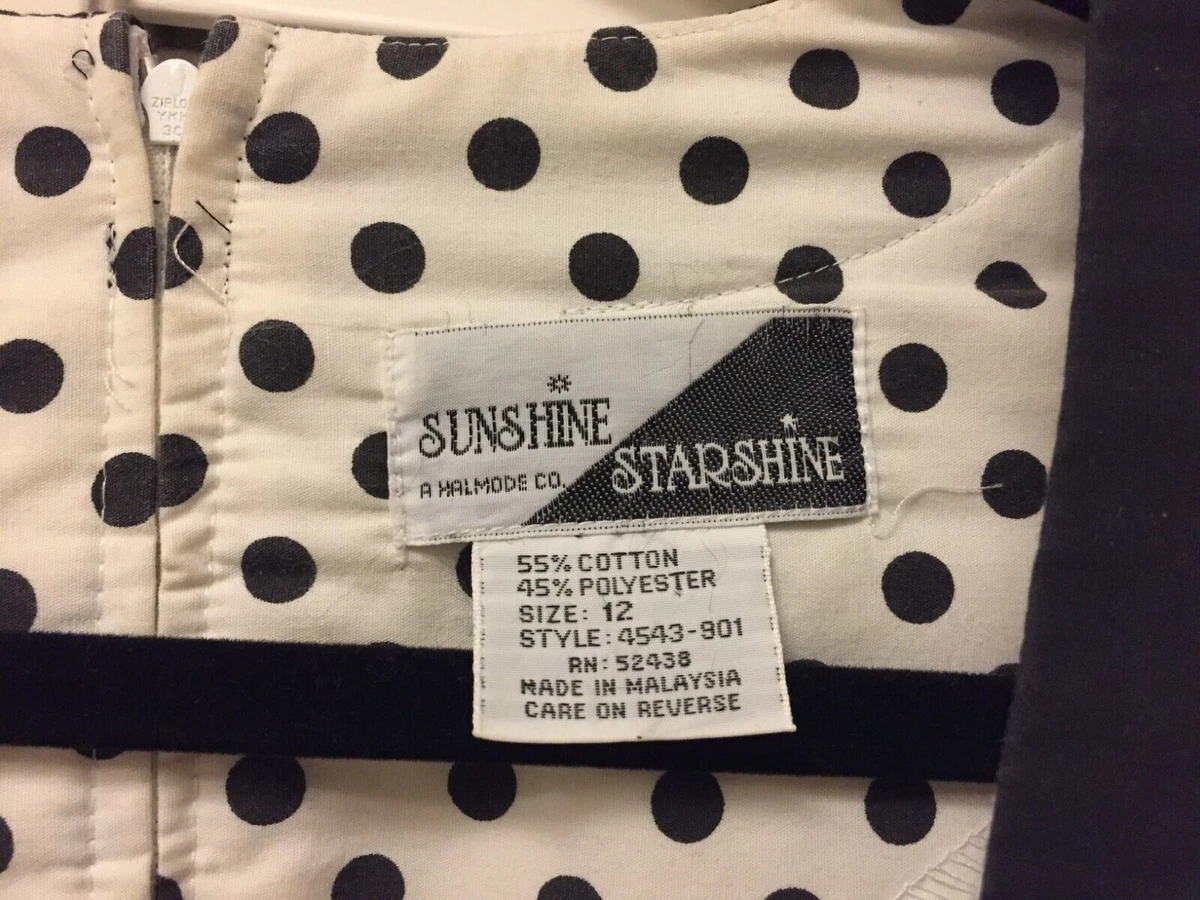 SUNSHINE
STARSHINE
A HALMODE CO.
55% COTTON
45% POLYESTER
SIZE: 12
STYLE: 4543-901
RN: 52438
MADE IN MALAYSIA
CARE ON REVERSE